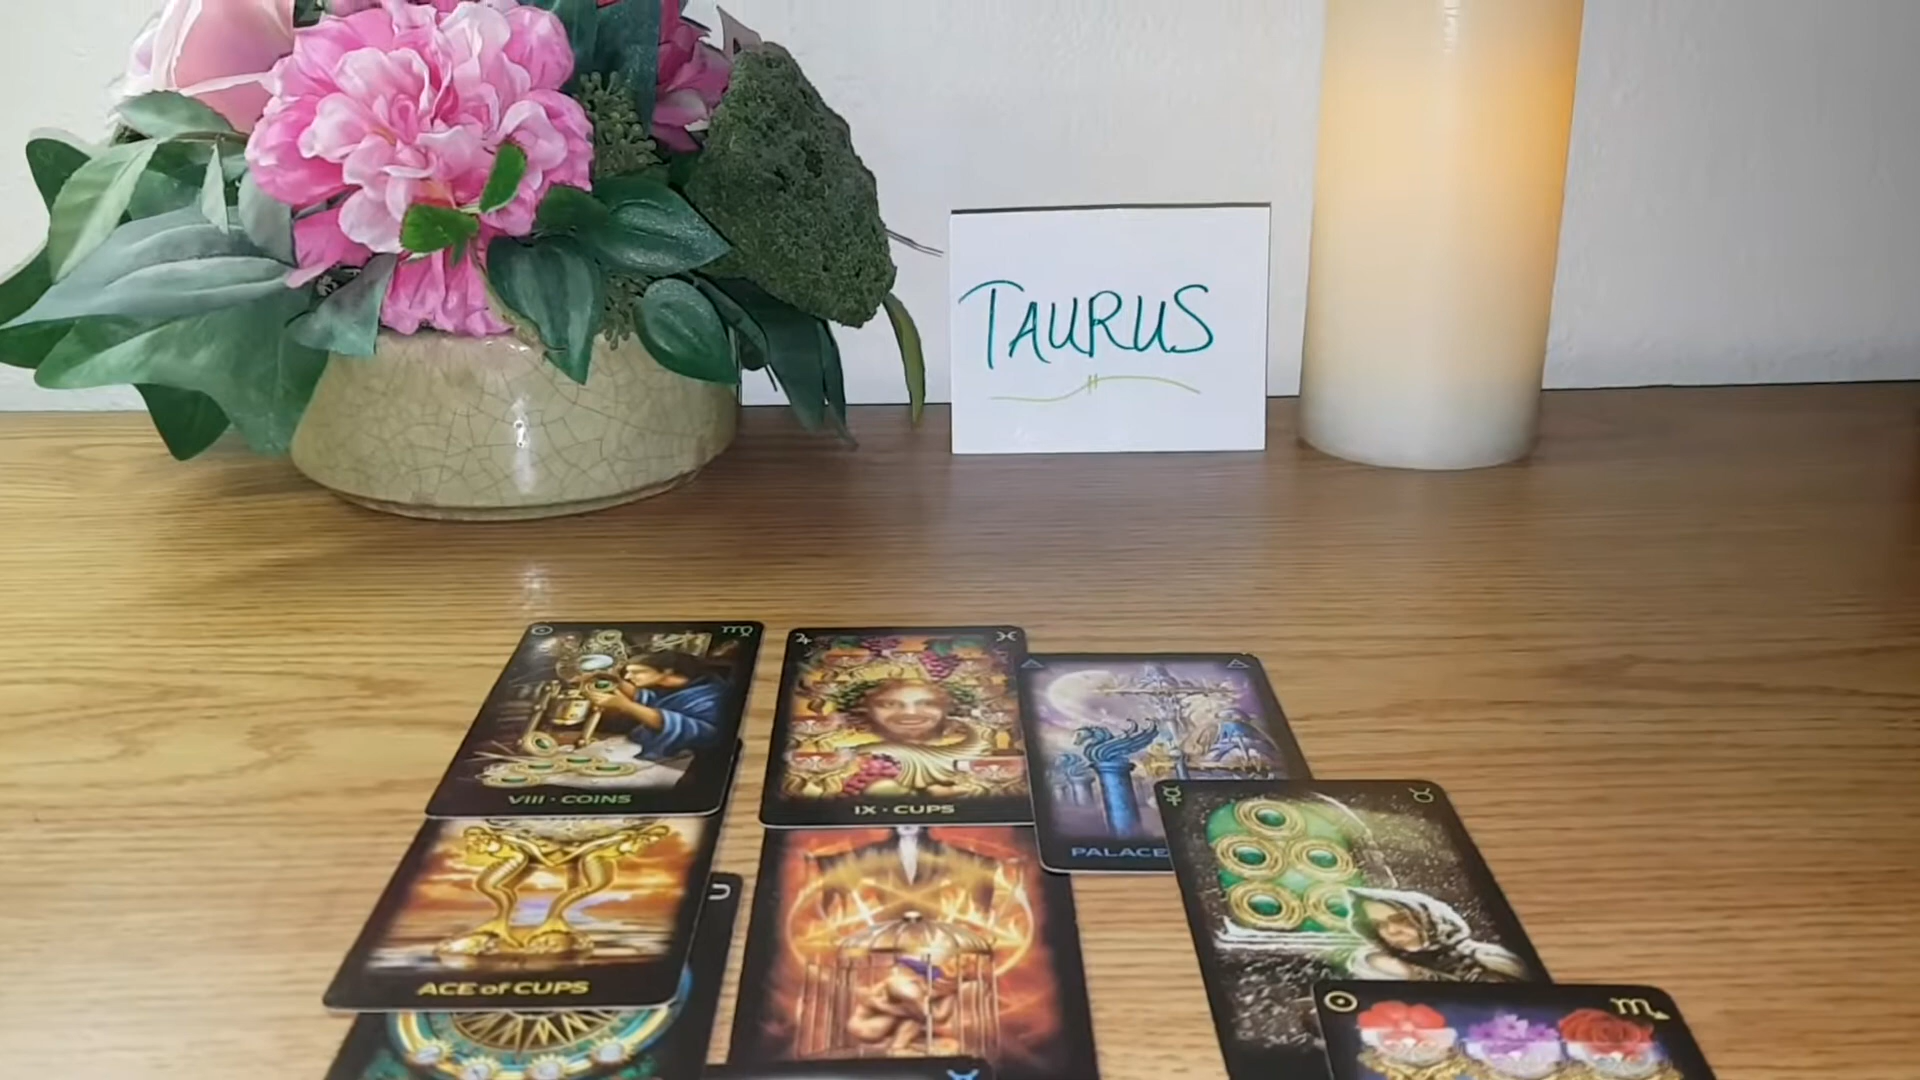 TAURUS
VIII · COINS
IX · CUPS
PALACE
ACE of CUPS